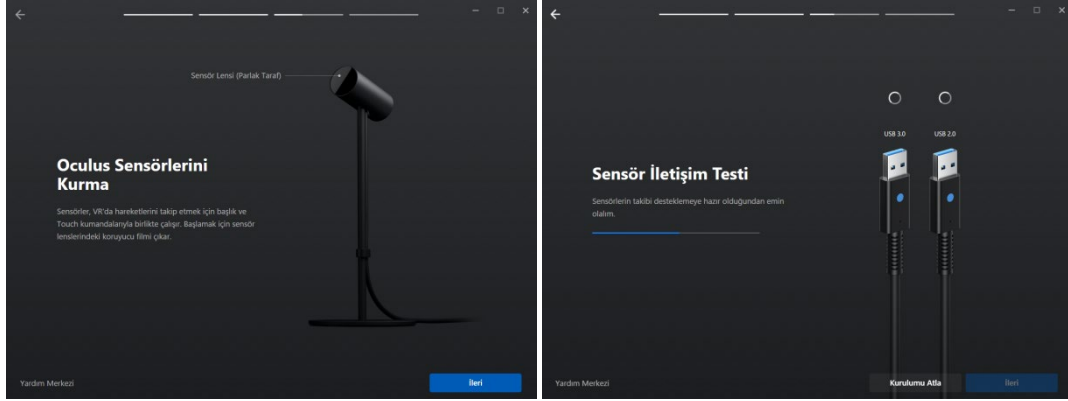 Sensör Lensi (Parlak Taraf)
Oculus Sensörlerini
Kurma
Sensörler, VR'da hareketlerini takip etmek için başlık ve
Touch kumandalarıyla birlikte çalışır. Başlamak için sensör
lenslerindeki koruyucu filmi çıkar.
Yardım Merkezi
İleri
USB 3.0
USB 2.0
Sensör İletişim Testi
Sensörlerin takibi desteklemeye hazır olduğundan emin
olalım.
Yardım Merkezi
Kurulumu Atla
İleri